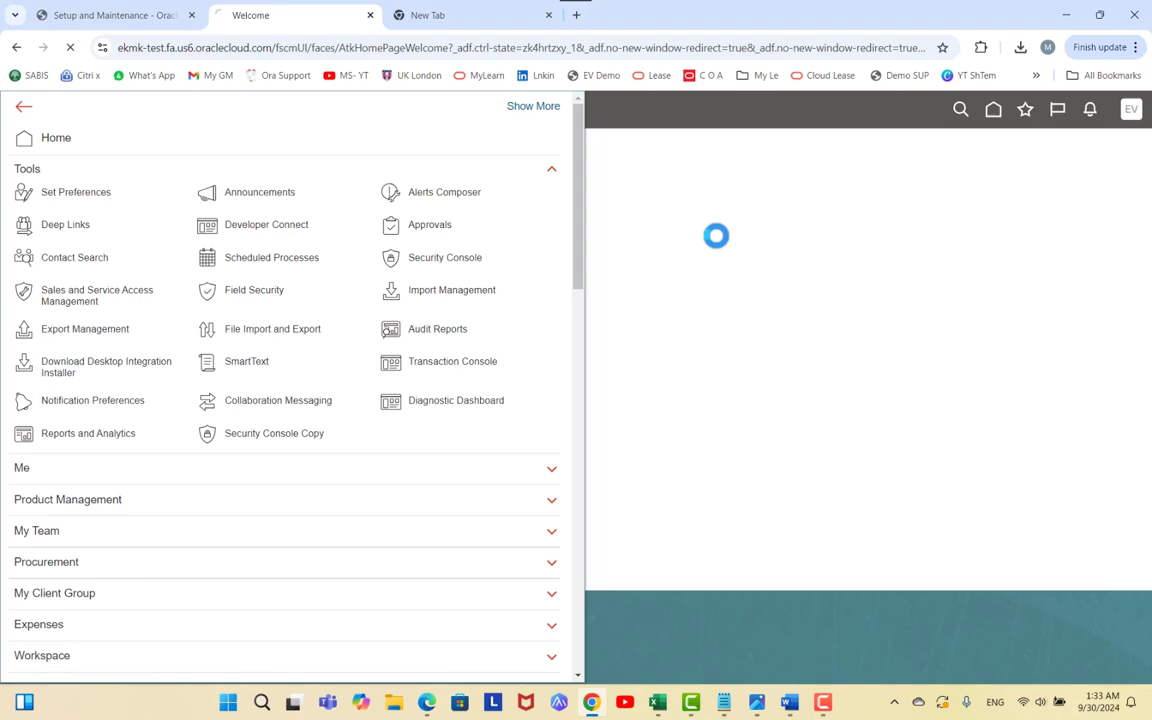 Setup and Maintenance - Orac
Welcome
New Tab
ekmk-test.fa.us6.oraclecloud.com/fscmUI/faces/AtkHomePageWelcome?_adf.ctrl-state=zk4hrtzxy_1&_adf.no-new-window-redirect=true&_adf.no-new-window-redirect=true...
M
Finish update
SABIS
Citri x
What's App
My GM
Ora Support
MS- YT
UK London
MyLearn
Lnkin
EV Demo
Lease
C O A
My Le
Cloud Lease
Demo SUP
YT ShTem
All Bookmarks
Show More
EV
Home
Tools
Set Preferences
Announcements
Alerts Composer
Deep Links
Developer Connect
Approvals
Contact Search
Scheduled Processes
Security Console
Sales and Service Access
Management
Field Security
Import Management
Export Management
File Import and Export
Audit Reports
Download Desktop Integration
Installer
SmartText
Transaction Console
Notification Preferences
Collaboration Messaging
Diagnostic Dashboard
Reports and Analytics
Security Console Copy
Me
Product Management
My Team
Procurement
My Client Group
Expenses
Workspace
ENG
1:33 AM
9/30/2024